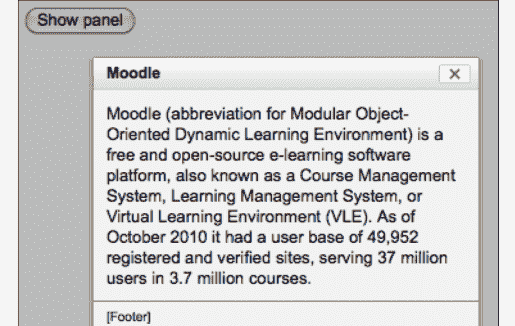 Show panel
Moodle
Moodle (abbreviation for Modular Object-
Oriented Dynamic Learning Environment) is a
free and open-source e-learning software
platform, also known as a Course Management
System, Learning Management System, or
Virtual Learning Environment (VLE). As of
October 2010 it had a user base of 49,952
registered and verified sites, serving 37 million
users in 3.7 million courses.
[Footer]